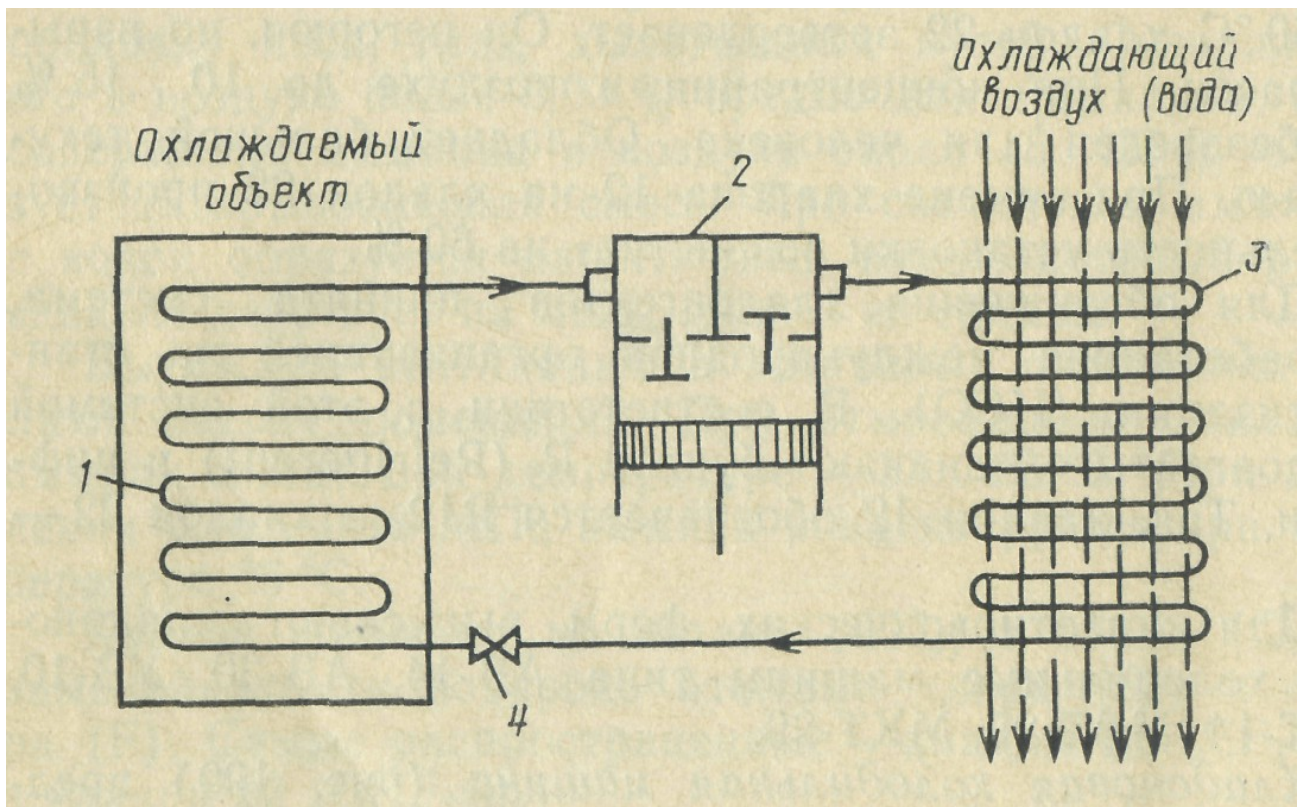 Охлаждающий
воздух (вода)
Охлаждаемый
объект
2
3
1
4